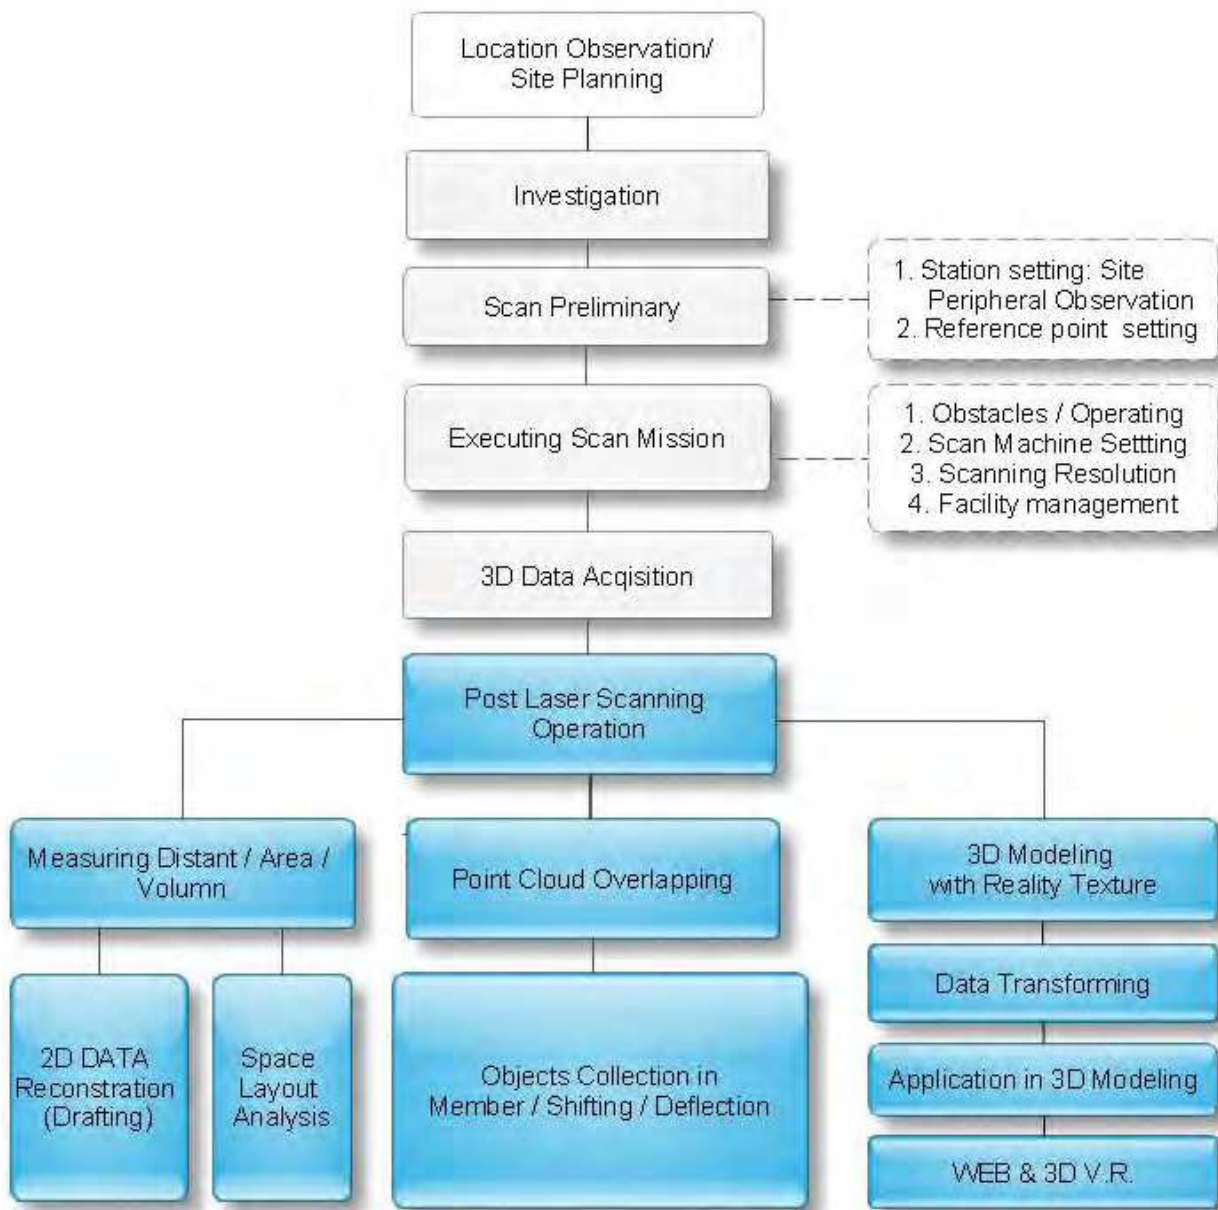 Location Observation/
Site Planning
Investigation
Scan Preliminary
1. Station setting: Site
Peripheral Observation
2. Reference point setting
Executing Scan Mission
1. Obstacles / Operating
2. Scan Machine Settting
3. Scanning Resolution
4. Facility management
3D Data Acqisition
Post Laser Scanning
Operation
Measuring Distant / Area /
Volumn
Point Cloud Overlapping
3D Modeling
with Reality Texture
2D DATA
Reconstration
(Drafting)
Space
Layout
Analysis
Objects Collection in
Member / Shifting / Deflection
Data Transforming
Application in 3D Modeling
WEB & 3D V.R.